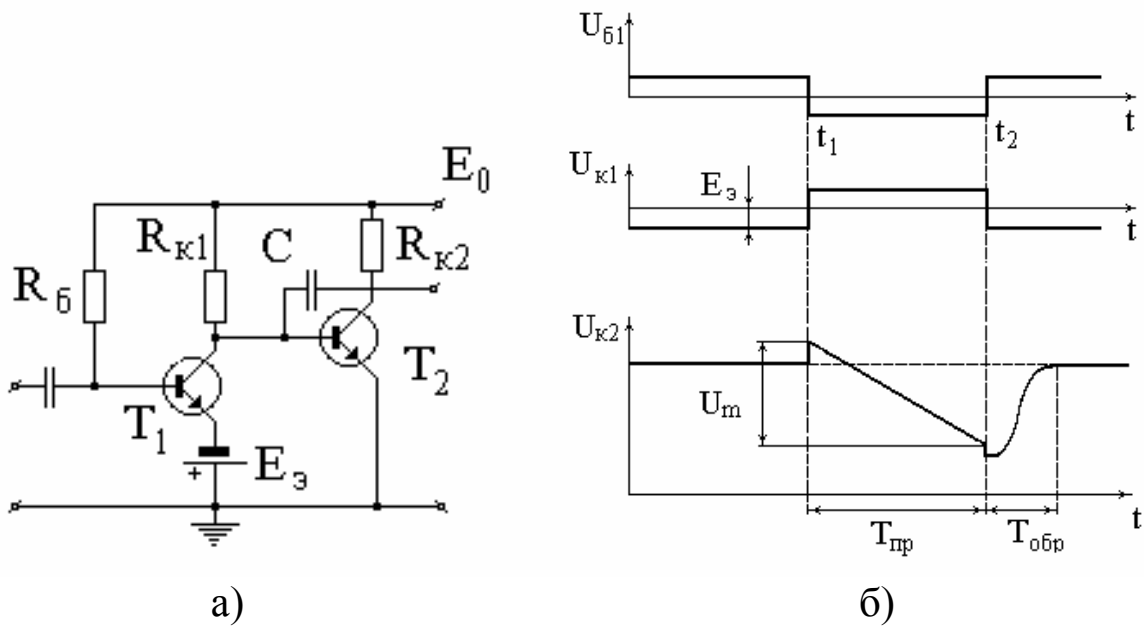 E₀
Rк1
C
Rк2
Rб
T₁
T₂
+
Eэ
а)
Uб1
t
t₁
t₂
Uк1
Eэ
t
Uк2
Um
Tпр
Tобр
t
б)